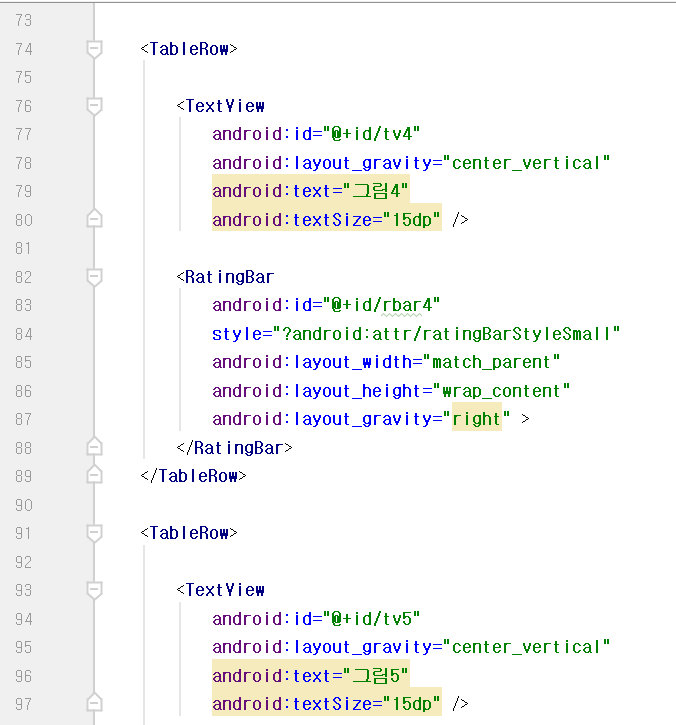 73
74 <TableRow>
75
76 <TextView
77 android:id="@+id/tv4"
78 android:layout_gravity="center_vertical"
79 android:text="그림4"
80 android:textSize="15dp" />
81
82 <RatingBar
83 android:id="@+id/rbar4"
84 style="?android:attr/ratingBarStyleSmall"
85 android:layout_width="match_parent"
86 android:layout_height="wrap_content"
87 android:layout_gravity="right" >
88 </RatingBar>
89 </TableRow>
90
91 <TableRow>
92
93 <TextView
94 android:id="@+id/tv5"
95 android:layout_gravity="center_vertical"
96 android:text="그림5"
97 android:textSize="15dp" />